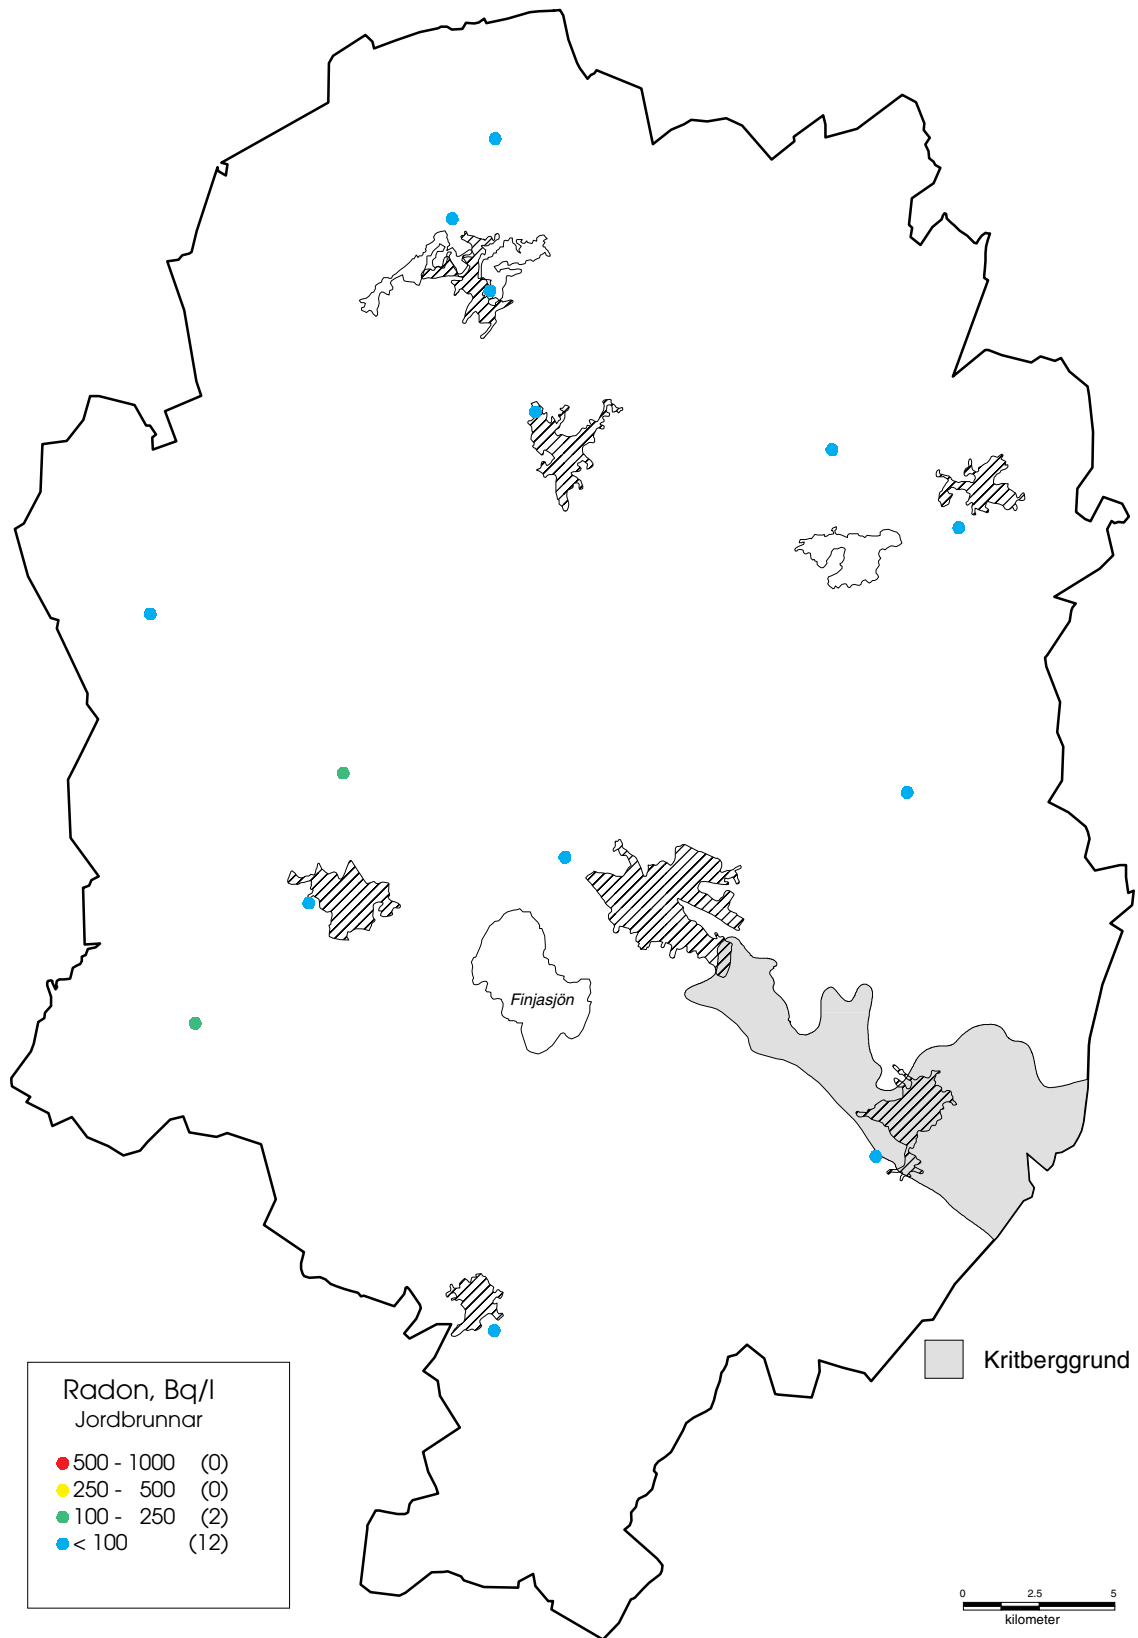 Finjasjön
Kritberggrund
Radon, Bq/l
Jordbrunnar
500 - 1000 (0)
250 - 500 (0)
100 - 250 (2)
< 100 (12)
0 2.5 5
kilometer